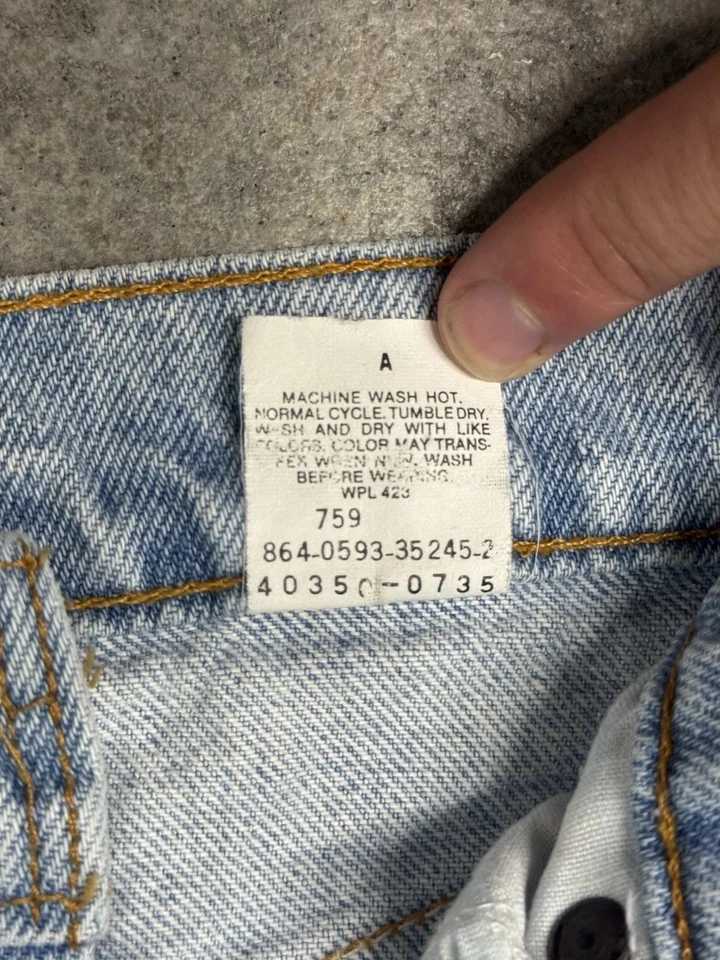 A
MACHINE WASH HOT.
NORMAL CYCLE. TUMBLE DRY.
WASH AND DRY WITH LIKE
COLORS. COLOR MAY TRANS-
FER WHEN NEW. WASH
BEFORE WEARING.
WPL 423
759
864-0593-35245-2
40350-0735